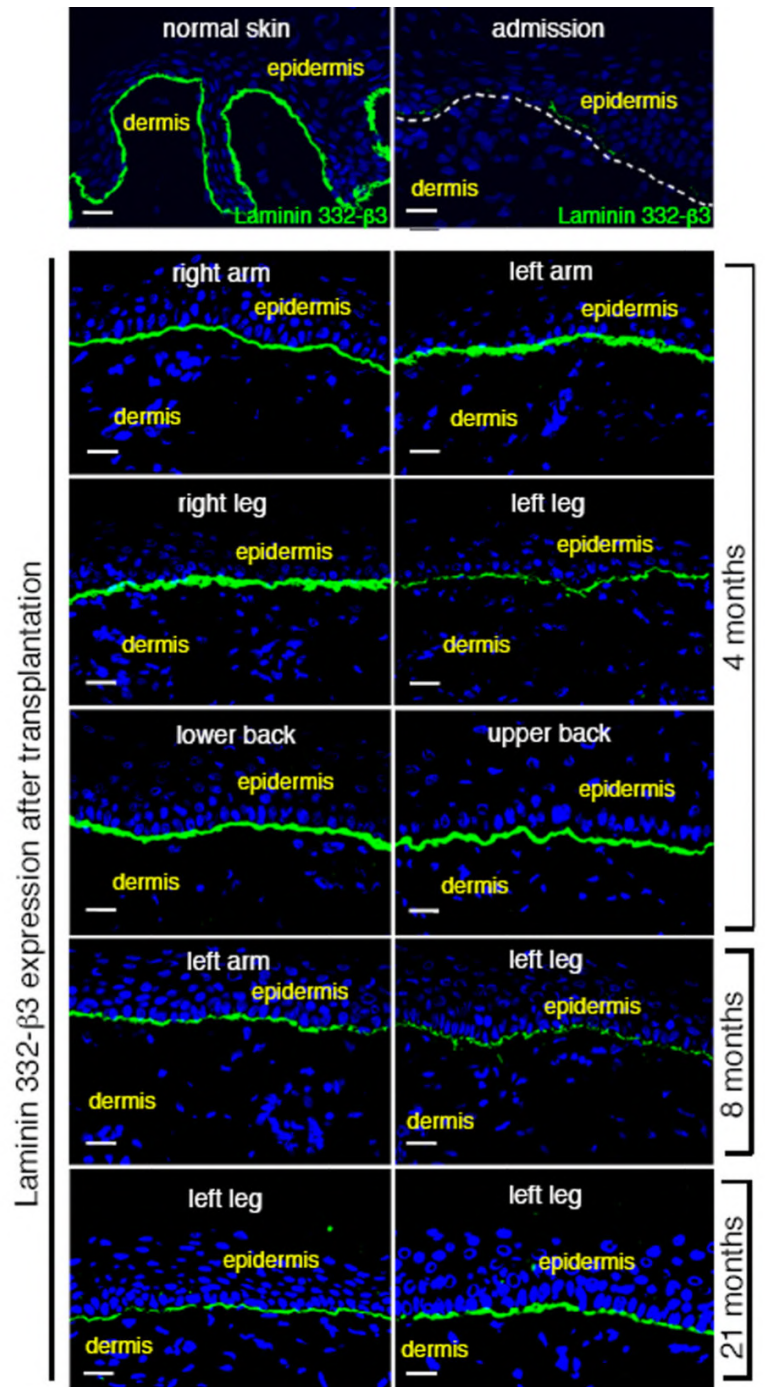 normal skin
epidermis
dermis
Laminin 332-β3
admission
epidermis
dermis
Laminin 332-β3
Laminin 332-β3 expression after transplantation
right arm
epidermis
dermis
left arm
epidermis
dermis
right leg
epidermis
dermis
left leg
epidermis
dermis
lower back
epidermis
dermis
upper back
epidermis
dermis
4 months
left arm
epidermis
dermis
left leg
epidermis
dermis
8 months
left leg
epidermis
dermis
left leg
epidermis
dermis
21 months